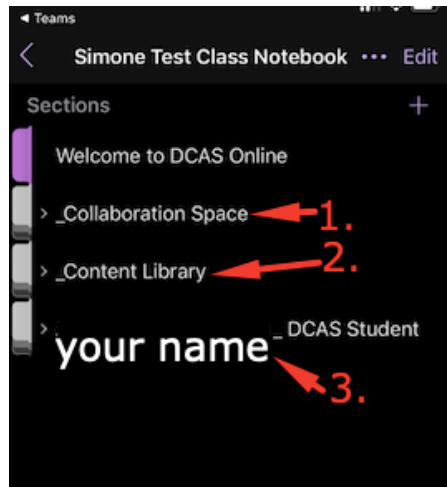 ◀ Teams
Simone Test Class Notebook ••• Edit
Sections +
Welcome to DCAS Online
> _Collaboration Space 1.
> _Content Library 2.
> your name _ DCAS Student
3.